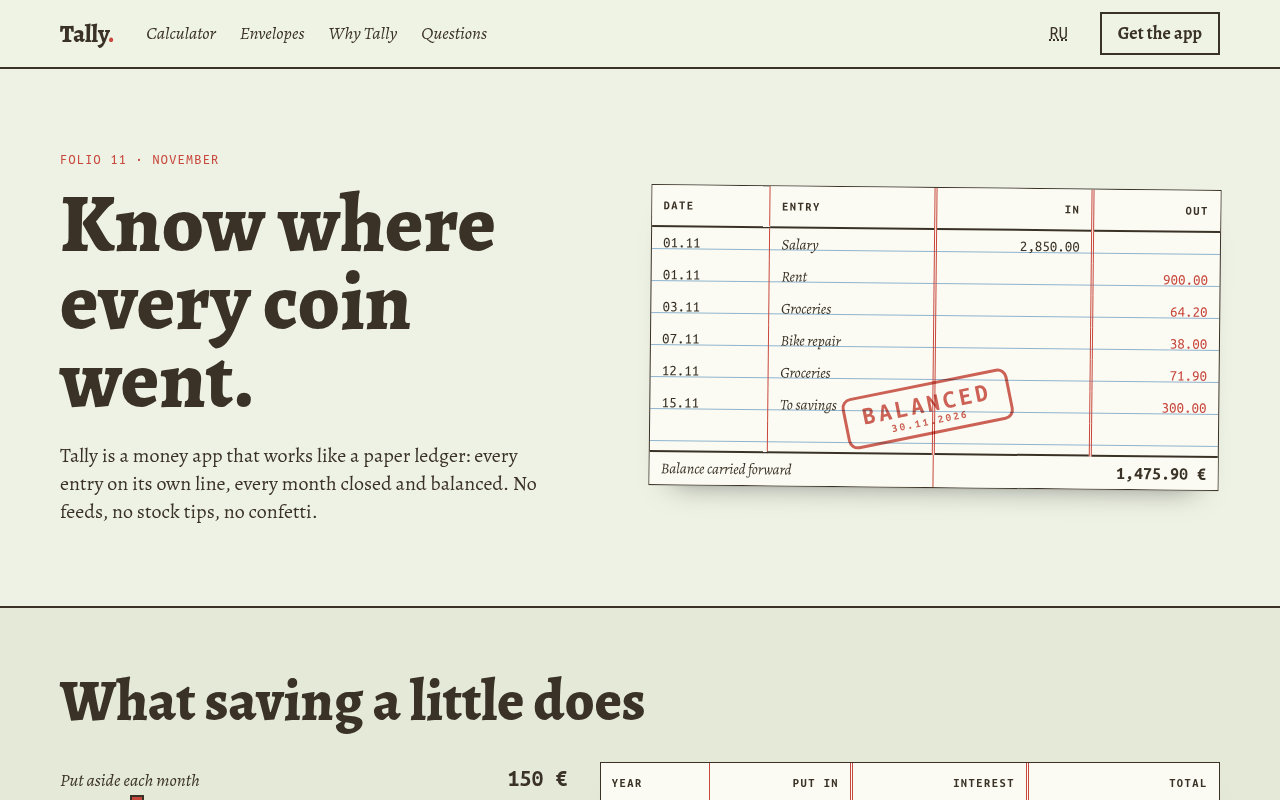 Tally. Calculator Envelopes Why Tally Questions RU Get the app
FOLIO 11 · NOVEMBER
Know where
every coin
went.
Tally is a money app that works like a paper ledger: every
entry on its own line, every month closed and balanced. No
feeds, no stock tips, no confetti.
DATE ENTRY IN OUT
01.11 Salary 2,850.00
01.11 Rent 900.00
03.11 Groceries 64.20
07.11 Bike repair 38.00
12.11 Groceries 71.90
15.11 To savings 300.00
BALANCED
30.11.2026
Balance carried forward 1,475.90 €
What saving a little does
Put aside each month 150 €
YEAR PUT IN INTEREST TOTAL